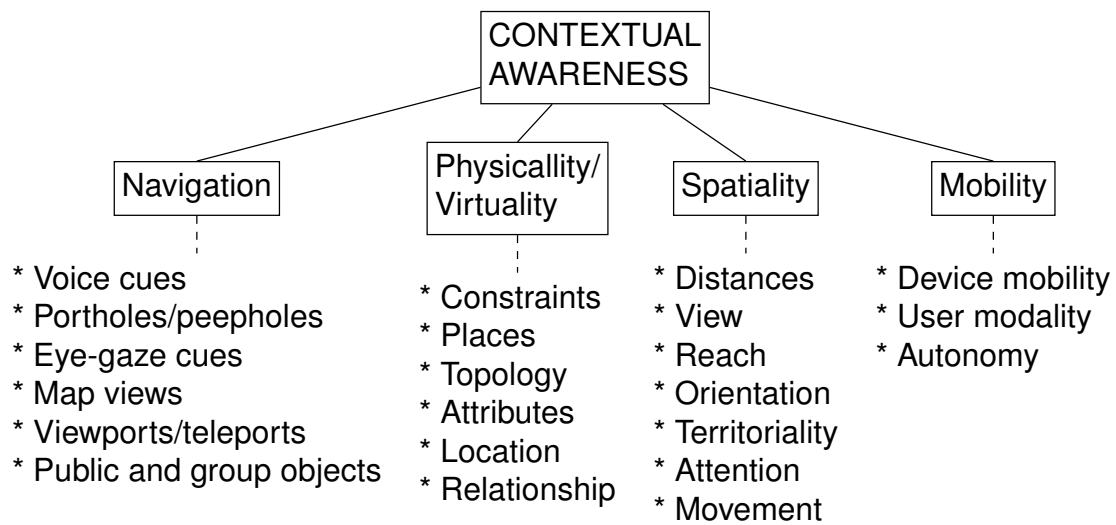 CONTEXTUAL
AWARENESS
Navigation
* Voice cues
* Portholes/peepholes
* Eye-gaze cues
* Map views
* Viewports/teleports
* Public and group objects
Physicallity/
Virtuality
* Constraints
* Places
* Topology
* Attributes
* Location
* Relationship
Spatiality
* Distances
* View
* Reach
* Orientation
* Territoriality
* Attention
* Movement
Mobility
* Device mobility
* User modality
* Autonomy